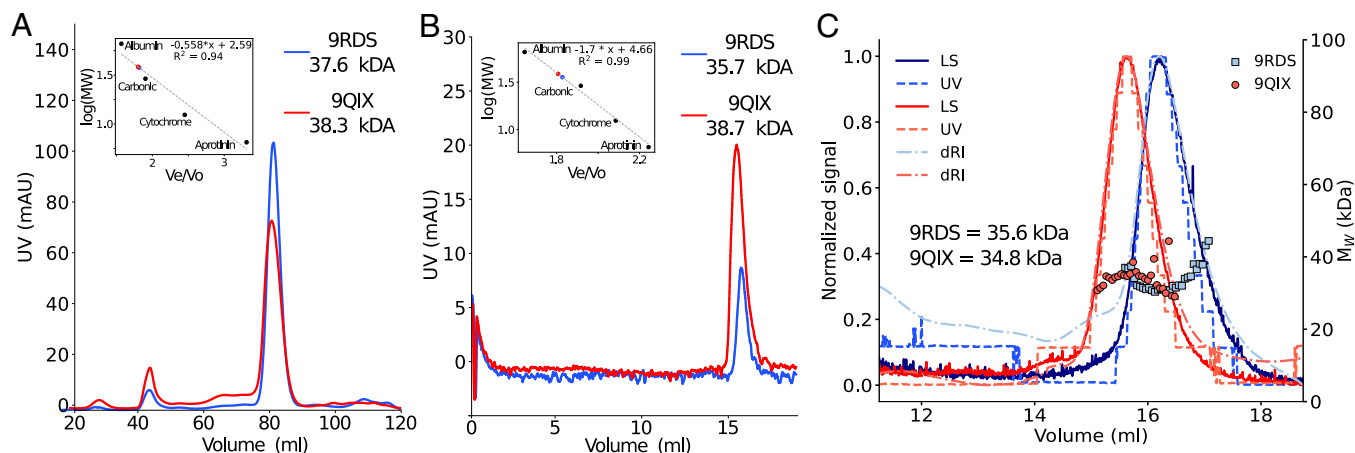 A
140
120
100
80
60
40
20
0
UV (mAU)
20
40
60
80
100
120
Volume (ml)
Albumin
-0.558*x + 2.59
R² = 0.94
Carbonic
Cytochrome
Aprotinin
1.5
1.0
log(MW)
2
3
Ve/Vo
9RDS
37.6 kDA
9QIX
38.3 kDA
B
30
25
20
15
10
5
0
UV (mAU)
0
5
10
15
Volume (ml)
Albumin
-1.7 * x + 4.66
R² = 0.99
Carbonic
Cytochrome
Aprotinin
1.5
1.0
log(MW)
1.8
2.2
Ve/Vo
9RDS
35.7 kDA
9QIX
38.7 kDA
C
1.0
0.8
0.6
0.4
0.2
0.0
Normalized signal
LS
UV
LS
UV
dRI
dRI
9RDS
9QIX
9RDS = 35.6 kDa
9QIX = 34.8 kDa
12
14
16
18
Volume (ml)
100
80
60
40
20
0
M_W (kDa)